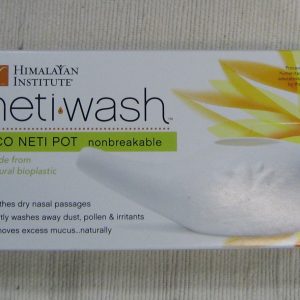 HIMALAYAN
INSTITUTE®
neti wash™
CO NETI POT nonbreakable
de from
ural bioplastic
thes dry nasal passages
tly washes away dust, pollen & irritants
moves excess mucus...naturally